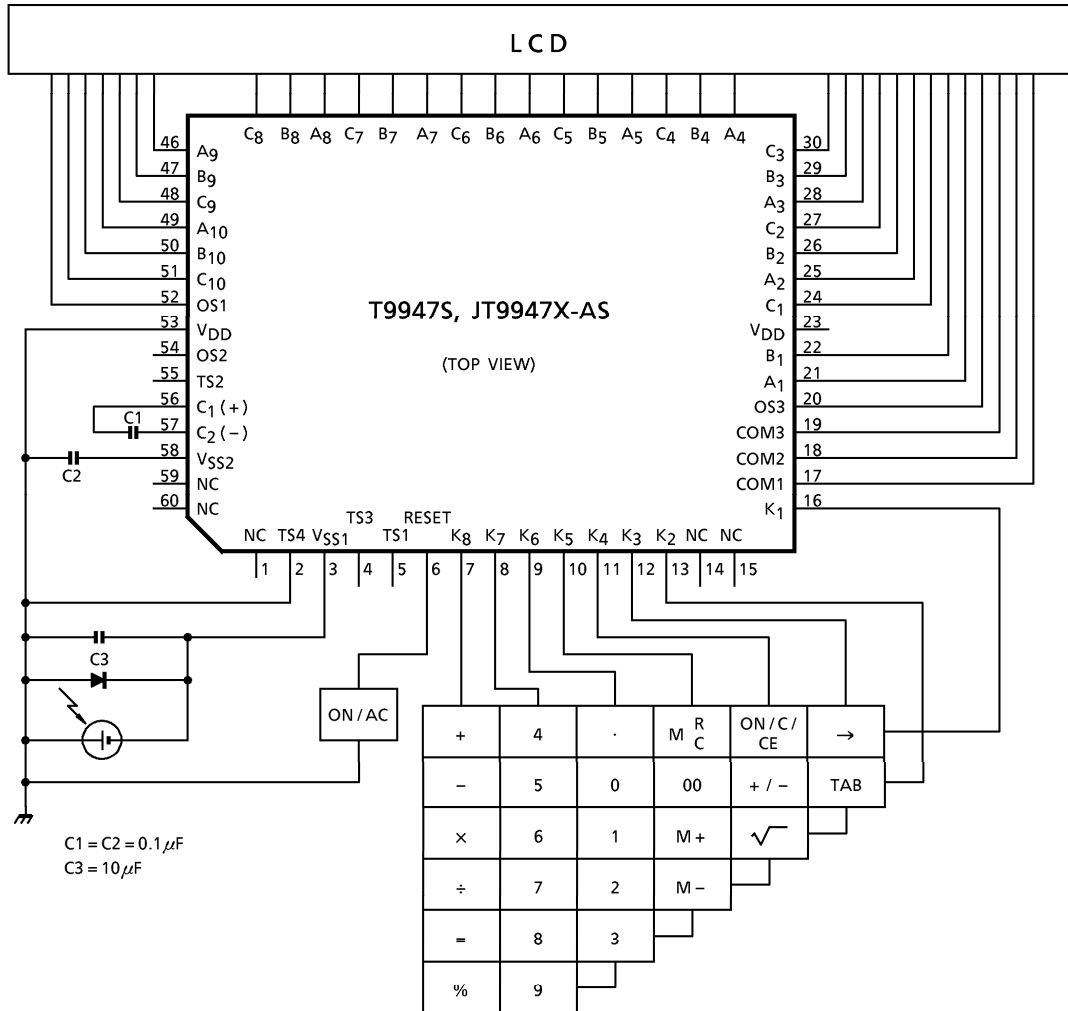 LCD
C8 B8 A8 C7 B7 A7 C6 B6 A6 C5 B5 A5 C4 B4 A4
46 A9
47 B9
48 C9
49 A10
50 B10
51 C10
52 OS1
53 VDD
54 OS2
55 TS2
56 C1 (+)
57 C2 (−)
58 VSS2
59 NC
60 NC
C1
C2
T9947S, JT9947X-AS
(TOP VIEW)
C3 30
B3 29
A3 28
C2 27
B2 26
A2 25
C1 24
VDD 23
B1 22
A1 21
OS3 20
COM3 19
COM2 18
COM1 17
K1 16
NC TS4 VSS1 TS3 TS1 RESET K8 K7 K6 K5 K4 K3 K2 NC NC
1 2 3 4 5 6 7 8 9 10 11 12 13 14 15
C3
ON/AC
+ 4 · M R C ON/C/CE →
− 5 0 00 +/− TAB
× 6 1 M+ √
÷ 7 2 M−
= 8 3
% 9
C1 = C2 = 0.1 μF
C3 = 10 μF